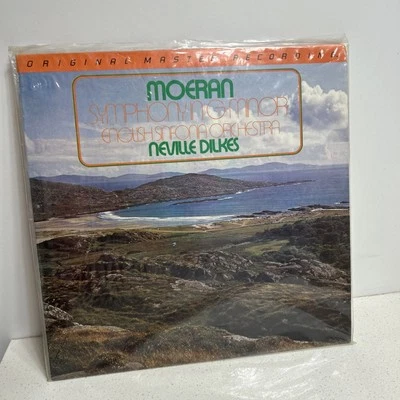 ORIGINAL MASTER RECORDING
MOERAN
SYMPHONY IN G MINOR
ENGLISH SINFONIA ORCHESTRA
NEVILLE DILKES